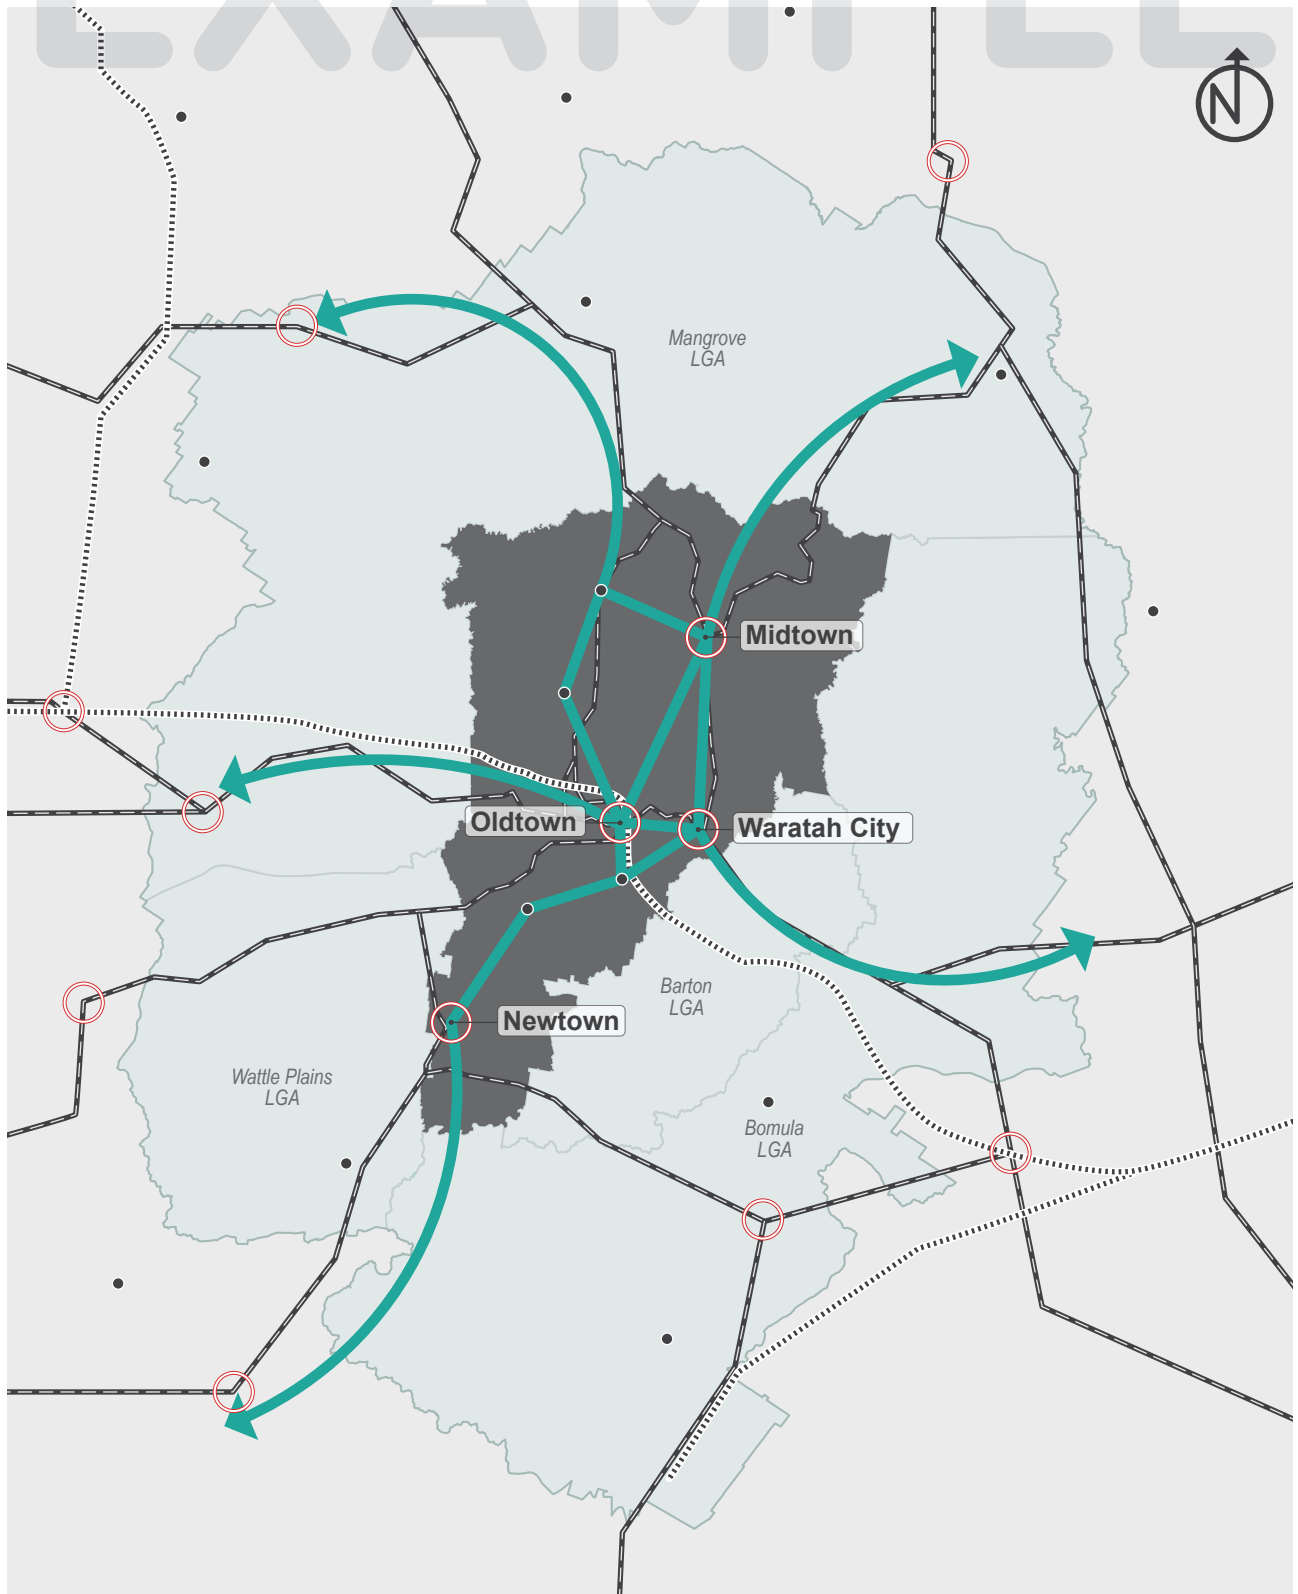 EXAMPLE
N
Mangrove
LGA
Midtown
Oldtown
Waratah City
Barton
LGA
Newtown
Wattle Plains
LGA
Bomula
LGA